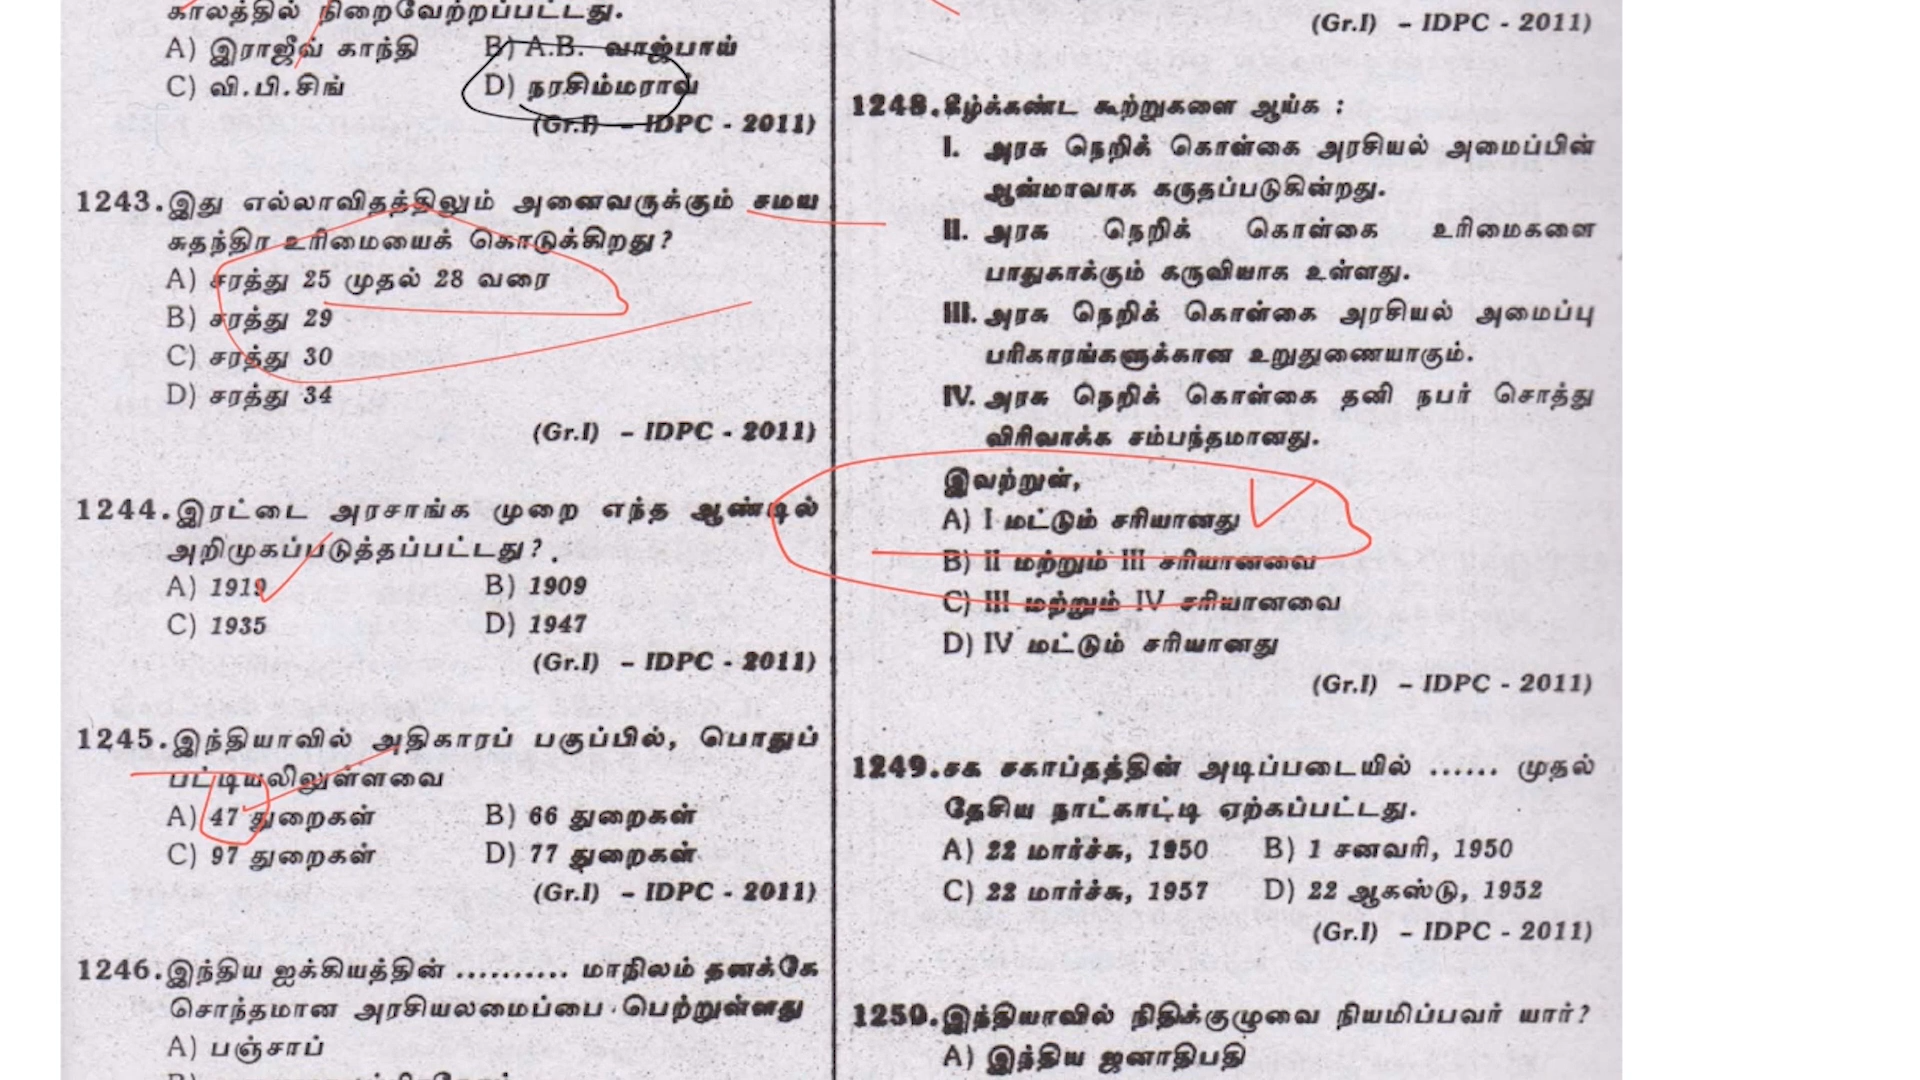 காலத்தில் நிறைவேற்றப்பட்டது.
A) இராஜீவ் காந்தி B) A.B. வாஜ்பாய்
C) வி.பி.சிங் D) நரசிம்மராவ்
(Gr.I) – IDPC - 2011)
1243. இது எல்லாவிதத்திலும் அனைவருக்கும் சமய
சுதந்திர உரிமையைக் கொடுக்கிறது?
A) சரத்து 25 முதல் 28 வரை
B) சரத்து 29
C) சரத்து 30
D) சரத்து 34
(Gr.I) – IDPC - 2011)
1244. இரட்டை அரசாங்க முறை எந்த ஆண்டில்
அறிமுகப்படுத்தப்பட்டது?
A) 1919 B) 1909
C) 1935 D) 1947
(Gr.I) – IDPC - 2011)
1245. இந்தியாவில் அதிகாரப் பகுப்பில், பொதுப்
பட்டியலிலுள்ளவை
A) 47 துறைகள் B) 66 துறைகள்
C) 97 துறைகள் D) 77 துறைகள்
(Gr.I) – IDPC - 2011)
1246. இந்திய ஐக்கியத்தின் .......... மாநிலம் தனக்கே
சொந்தமான அரசியலமைப்பை பெற்றுள்ளது
A) பஞ்சாப்
(Gr.I) – IDPC - 2011)
1248. கீழ்க்கண்ட கூற்றுகளை ஆய்க :
I. அரசு நெறிக் கொள்கை அரசியல் அமைப்பின்
ஆன்மாவாக கருதப்படுகின்றது.
II. அரசு நெறிக் கொள்கை உரிமைகளை
பாதுகாக்கும் கருவியாக உள்ளது.
III. அரசு நெறிக் கொள்கை அரசியல் அமைப்பு
பரிகாரங்களுக்கான உறுதுணையாகும்.
IV. அரசு நெறிக் கொள்கை தனி நபர் சொத்து
விரிவாக்க சம்பந்தமானது.
இவற்றுள்,
A) I மட்டும் சரியானது
B) II மற்றும் III சரியானவை
C) III மற்றும் IV சரியானவை
D) IV மட்டும் சரியானது
(Gr.I) – IDPC - 2011)
1249. சக சகாப்தத்தின் அடிப்படையில் ...... முதல்
தேசிய நாட்காட்டி ஏற்கப்பட்டது.
A) 22 மார்ச்சு, 1950 B) 1 சனவரி, 1950
C) 22 மார்ச்சு, 1957 D) 22 ஆகஸ்டு, 1952
(Gr.I) – IDPC - 2011)
1250. இந்தியாவில் நிதிக்குழுவை நியமிப்பவர் யார்?
A) இந்திய ஜனாதிபதி